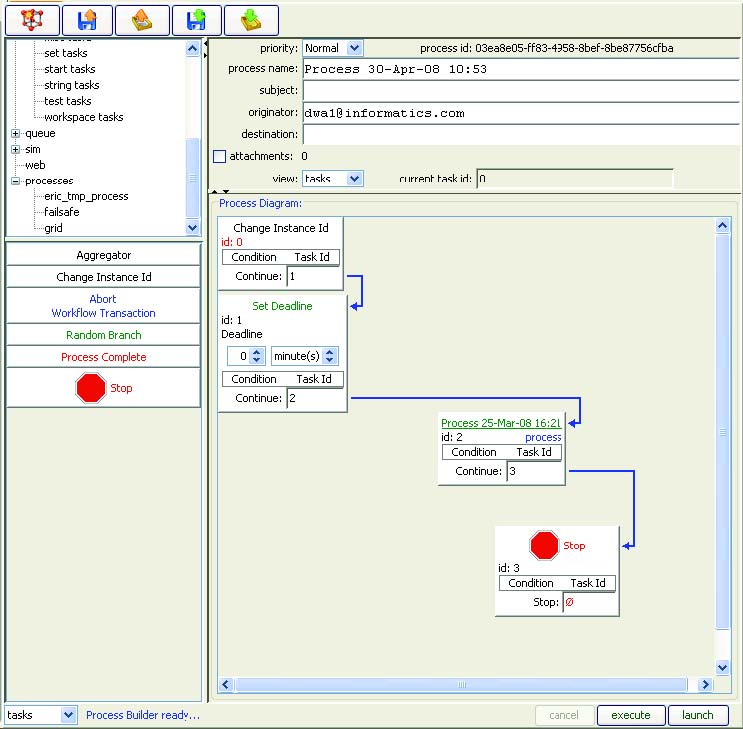 set tasks
start tasks
string tasks
test tasks
workspace tasks
queue
sim
web
processes
eric_tmp_process
failsafe
grid
Aggregator
Change Instance Id
Abort
Workflow Transaction
Random Branch
Process Complete
Stop
priority: Normal process id: 03ea8e05-ff83-4958-8bef-8be87756cfba
process name: Process 30-Apr-08 10:53
subject:
originator: dwa1@informatics.com
destination:
attachments: 0
view: tasks current task id: 0
Process Diagram:
Change Instance Id
id: 0
Condition Task Id
Continue: 1
Set Deadline
id: 1
Deadline
0 minute(s)
Condition Task Id
Continue: 2
Process 25-Mar-08 16:21
id: 2 process
Condition Task Id
Continue: 3
Stop
id: 3
Condition Task Id
Stop: Ø
tasks Process Builder ready... cancel execute launch